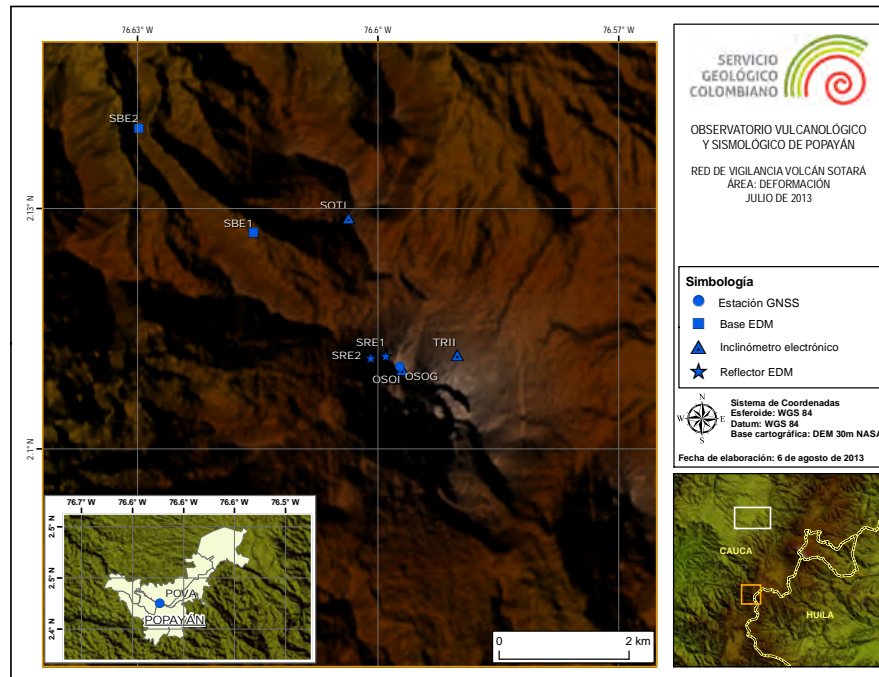 76.63° W
76.6° W
76.57° W
SBE2
SOTI
2.13° N
SBE1
SRE1
TRII
SRE2
OSOG
OSOI
2.1° N
76.7° W
76.6° W
76.6° W
76.6° W
76.5° W
2.5° N
2.5° N
2.4° N
POVA
POPAYÁN
0
2 km
SERVICIO
GEOLÓGICO
COLOMBIANO
OBSERVATORIO VULCANOLÓGICO
Y SISMOLÓGICO DE POPAYÁN
RED DE VIGILANCIA VOLCÁN SOTARÁ
ÁREA: DEFORMACIÓN
JULIO DE 2013
Simbología
Estación GNSS
Base EDM
Inclinómetro electrónico
Reflector EDM
N
W
E
S
Sistema de Coordenadas
Esferoide: WGS 84
Datum: WGS 84
Base cartográfica: DEM 30m NASA
Fecha de elaboración: 6 de agosto de 2013
CAUCA
HUILA